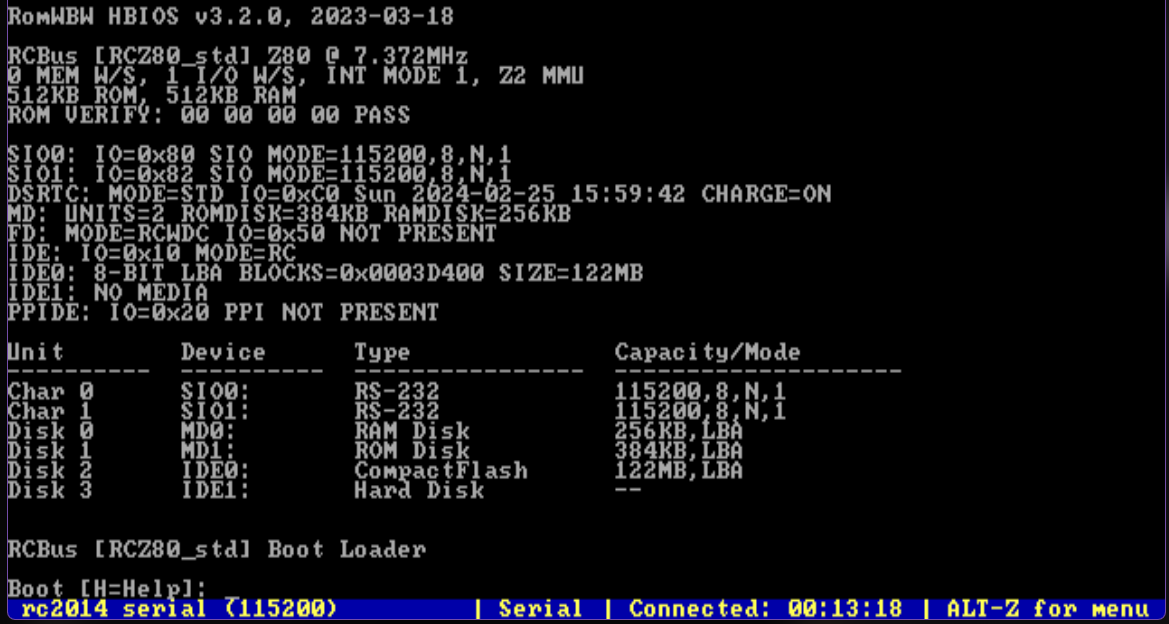 RomWBW HBIOS v3.2.0, 2023-03-18
RCBus [RCZ80_std] Z80 @ 7.372MHz
0 MEM W/S, 1 I/O W/S, INT MODE 1, Z2 MMU
512KB ROM, 512KB RAM
ROM VERIFY: 00 00 00 00 PASS
SIO0: IO=0x80 SIO MODE=115200,8,N,1
SIO1: IO=0x82 SIO MODE=115200,8,N,1
DSRTC: MODE=STD IO=0xC0 Sun 2024-02-25 15:59:42 CHARGE=ON
MD: UNITS=2 ROMDISK=384KB RAMDISK=256KB
FD: MODE=RCWDC IO=0x50 NOT PRESENT
IDE: IO=0x10 MODE=RC
IDE0: 8-BIT LBA BLOCKS=0x0003D400 SIZE=122MB
IDE1: NO MEDIA
PPIDE: IO=0x20 PPI NOT PRESENT
Unit        Device      Type              Capacity/Mode
----------  ----------  ----------------  --------------------
Char 0      SIO0:       RS-232            115200,8,N,1
Char 1      SIO1:       RS-232            115200,8,N,1
Disk 0      MD0:        RAM Disk          256KB,LBA
Disk 1      MD1:        ROM Disk          384KB,LBA
Disk 2      IDE0:       CompactFlash      122MB,LBA
Disk 3      IDE1:       Hard Disk         --
RCBus [RCZ80_std] Boot Loader
Boot [H=Help]: _
rc2014 serial (115200) | Serial | Connected: 00:13:18 | ALT-Z for menu